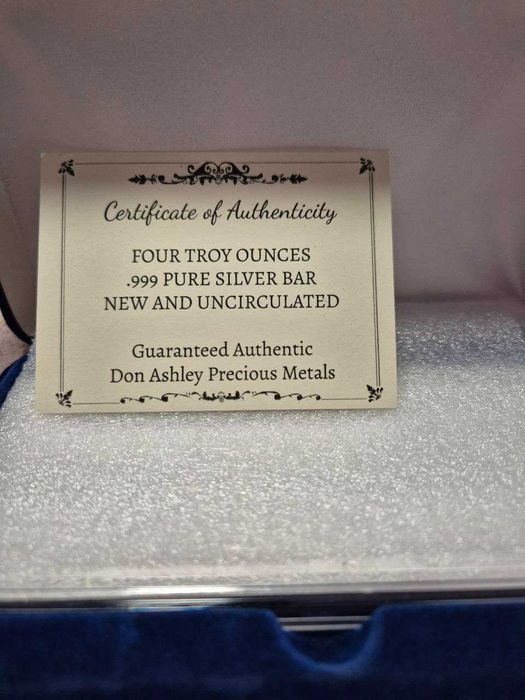 Certificate of Authenticity
FOUR TROY OUNCES
.999 PURE SILVER BAR
NEW AND UNCIRCULATED
Guaranteed Authentic
Don Ashley Precious Metals